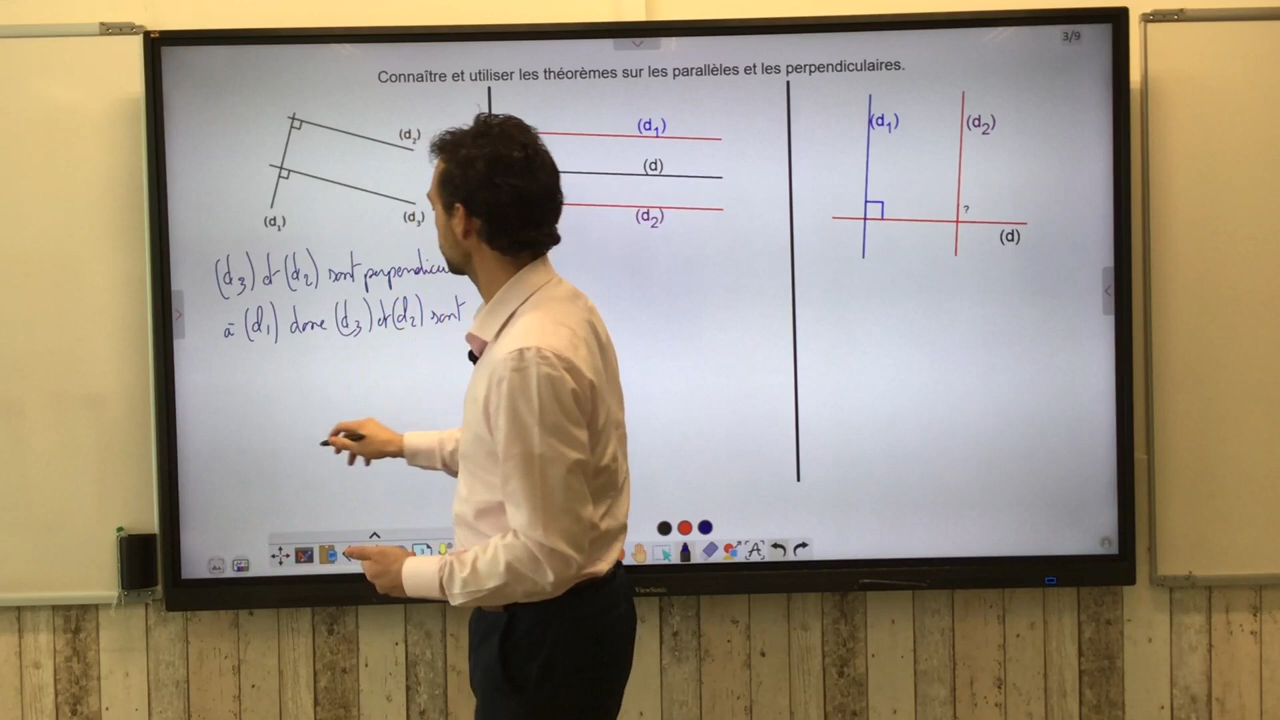 3/9
Connaître et utiliser les théorèmes sur les parallèles et les perpendiculaires.
(d2)
(d1)
(d3)
(d1)
(d)
(d2)
(d1)
(d2)
?
(d)
(d3) et (d2) sont perpendicu
à (d1) donc (d3) et (d2) sont
ViewSonic